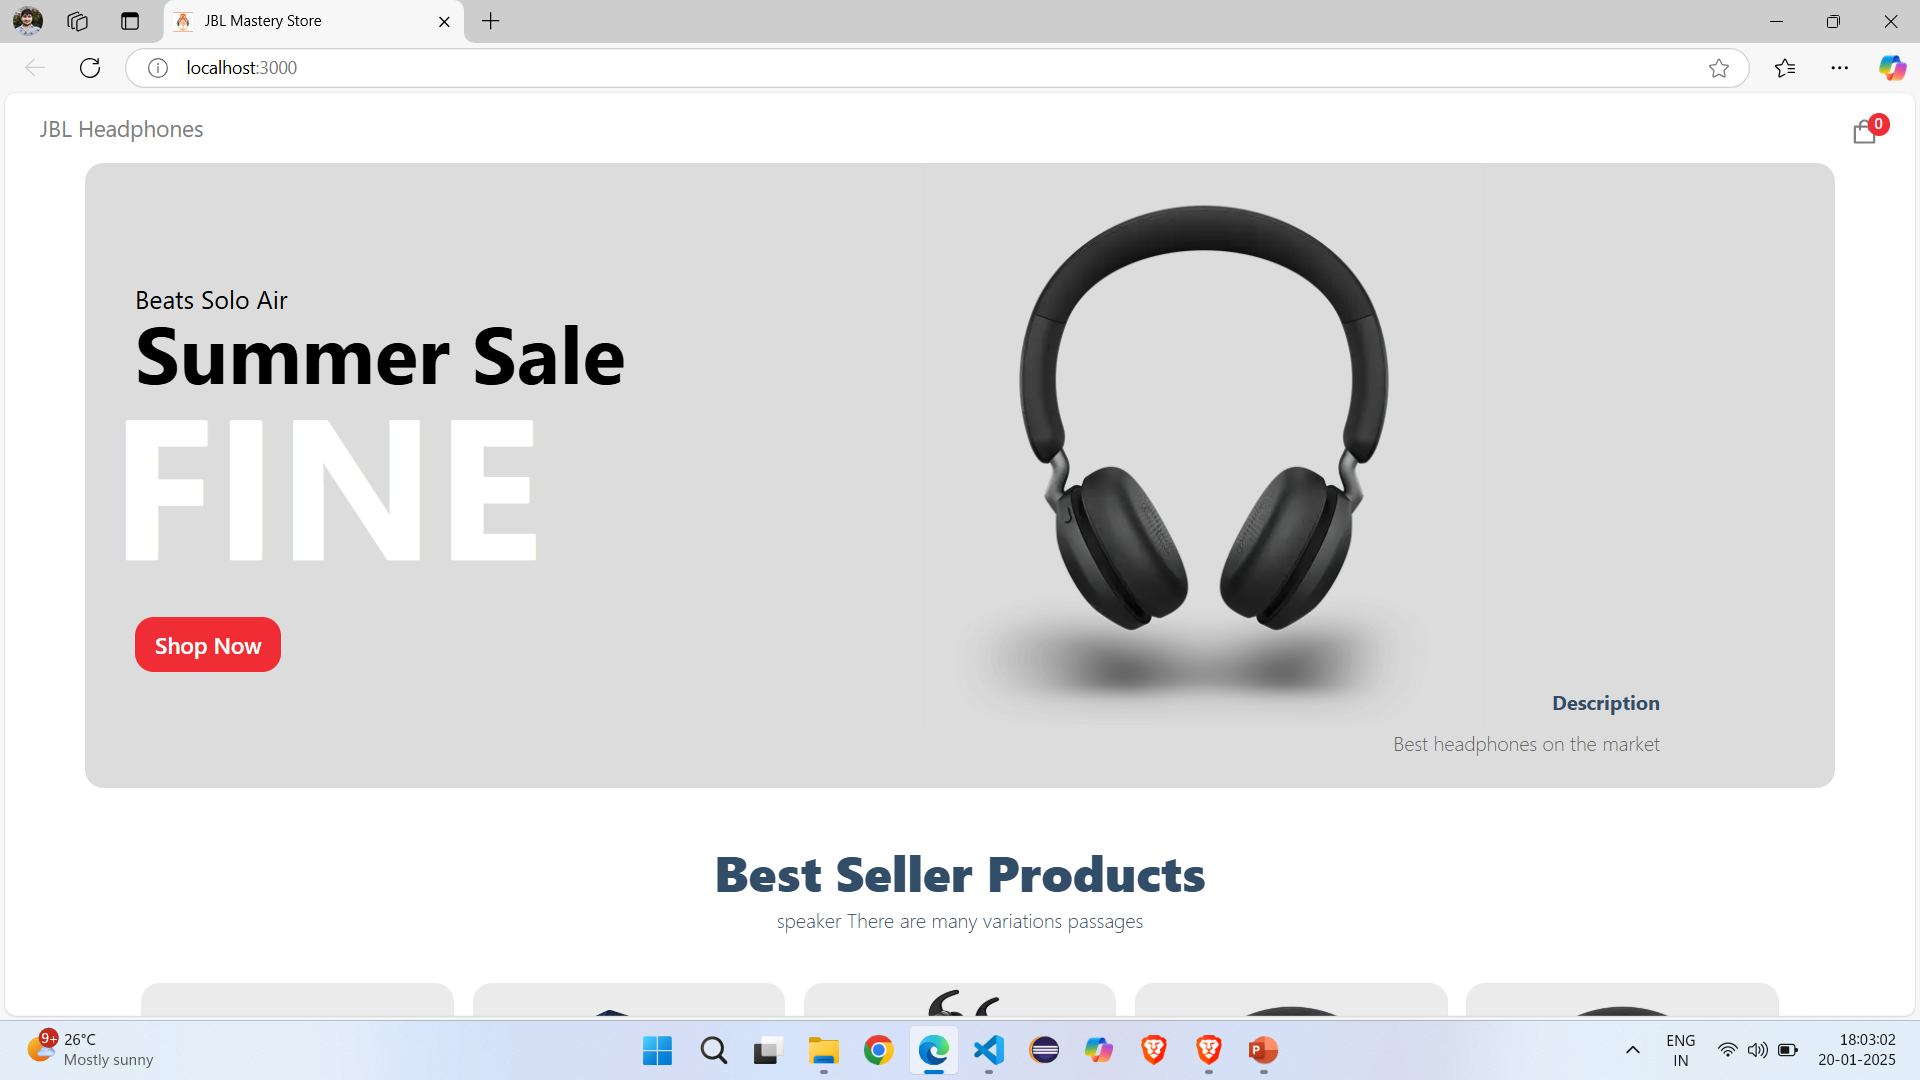 JBL Mastery Store
localhost:3000
JBL Headphones
0
Beats Solo Air
Summer Sale
FINE
Shop Now
Description
Best headphones on the market
Best Seller Products
speaker There are many variations passages
9+
26°C
Mostly sunny
ENG
IN
18:03:02
20-01-2025